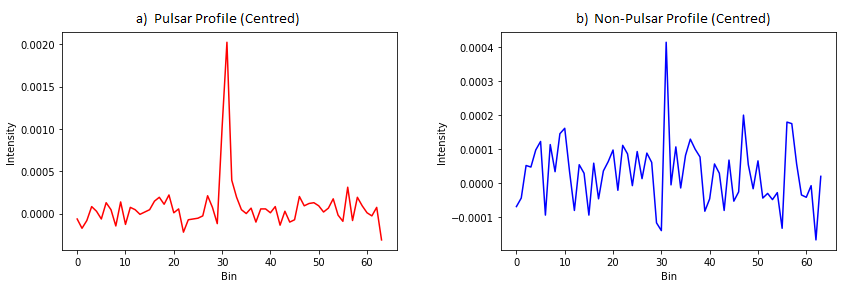 a)  Pulsar Profile (Centred)
0.0020
0.0015
0.0010
0.0005
0.0000
Intensity
0 10 20 30 40 50 60
Bin
b)  Non-Pulsar Profile (Centred)
0.0004
0.0003
0.0002
0.0001
0.0000
−0.0001
Intensity
0 10 20 30 40 50 60
Bin